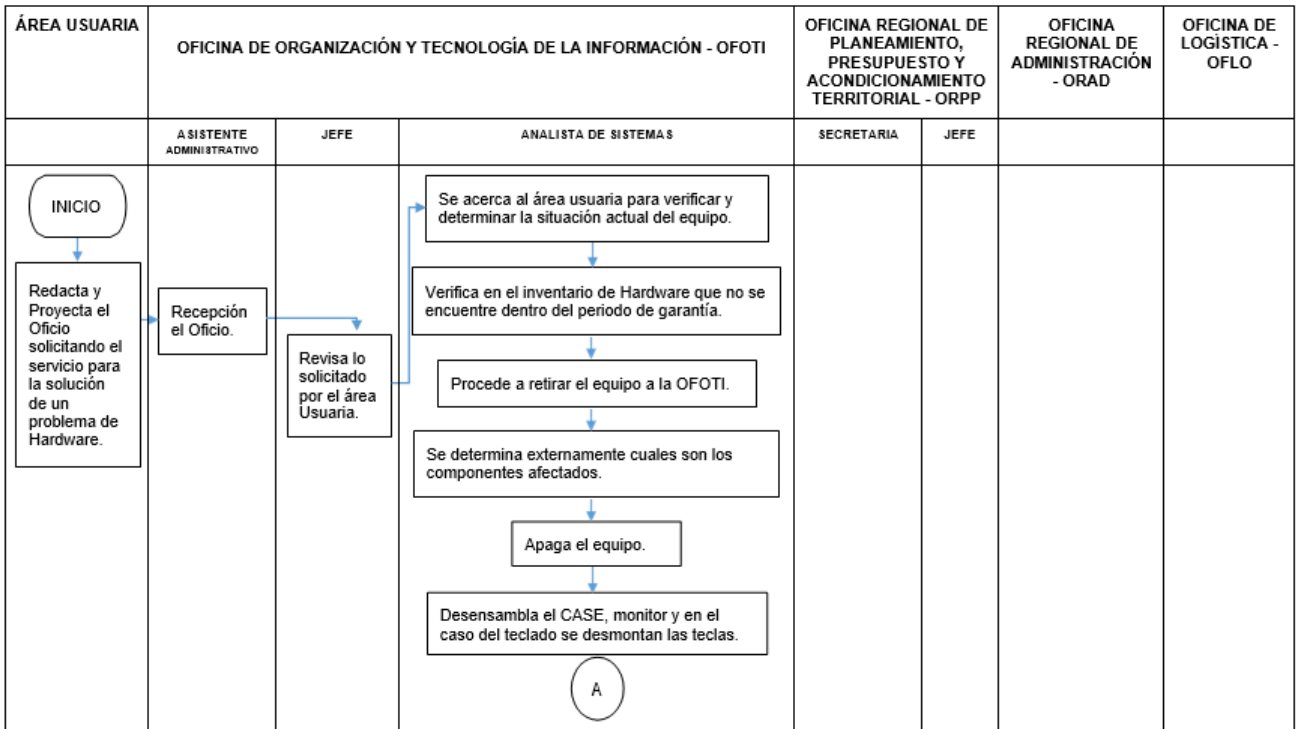 ÁREA USUARIA
OFICINA DE ORGANIZACIÓN Y TECNOLOGÍA DE LA INFORMACIÓN - OFOTI
OFICINA REGIONAL DE
PLANEAMIENTO,
PRESUPUESTO Y
ACONDICIONAMIENTO
TERRITORIAL - ORPP
OFICINA
REGIONAL DE
ADMINISTRACIÓN
- ORAD
OFICINA DE
LOGÍSTICA -
OFLO
ASISTENTE
ADMINISTRATIVO
JEFE
ANALISTA DE SISTEMAS
SECRETARIA
JEFE
INICIO
Redacta y
Proyecta el
Oficio
solicitando el
servicio para
la solución
de un
problema de
Hardware.
Recepción
el Oficio.
Revisa lo
solicitado
por el área
Usuaria.
Se acerca al área usuaria para verificar y
determinar la situación actual del equipo.
Verifica en el inventario de Hardware que no se
encuentre dentro del periodo de garantía.
Procede a retirar el equipo a la OFOTI.
Se determina externamente cuales son los
componentes afectados.
Apaga el equipo.
Desensambla el CASE, monitor y en el
caso del teclado se desmontan las teclas.
A